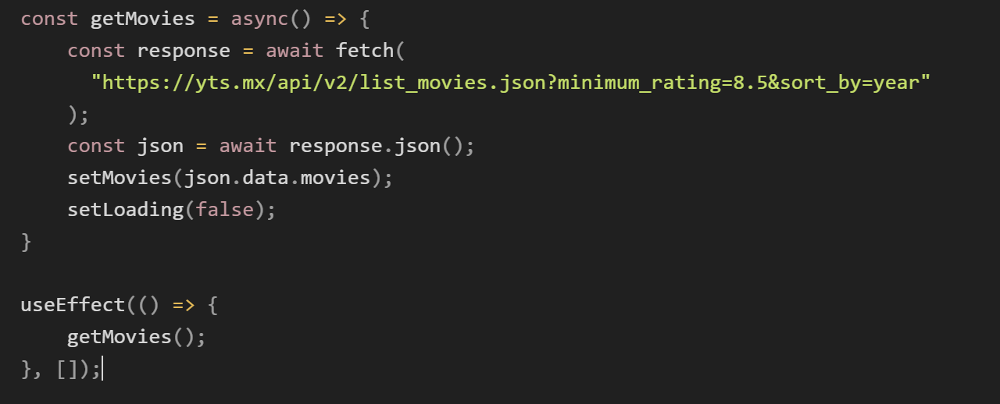 const getMovies = async() => {
    const response = await fetch(
      "https://yts.mx/api/v2/list_movies.json?minimum_rating=8.5&sort_by=year"
    );
    const json = await response.json();
    setMovies(json.data.movies);
    setLoading(false);
}

useEffect(() => {
    getMovies();
}, []);